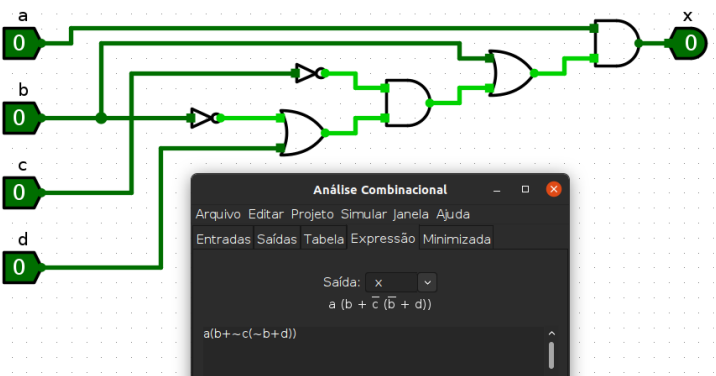 a
x
0
0
b
0
c
0
Análise Combinacional
Arquivo Editar Projeto Simular Janela Ajuda
d
Entradas Saídas Tabela Expressão Minimizada
0
Saída: x
a (b + c̅ (b̅ + d))
a(b+~c(~b+d))